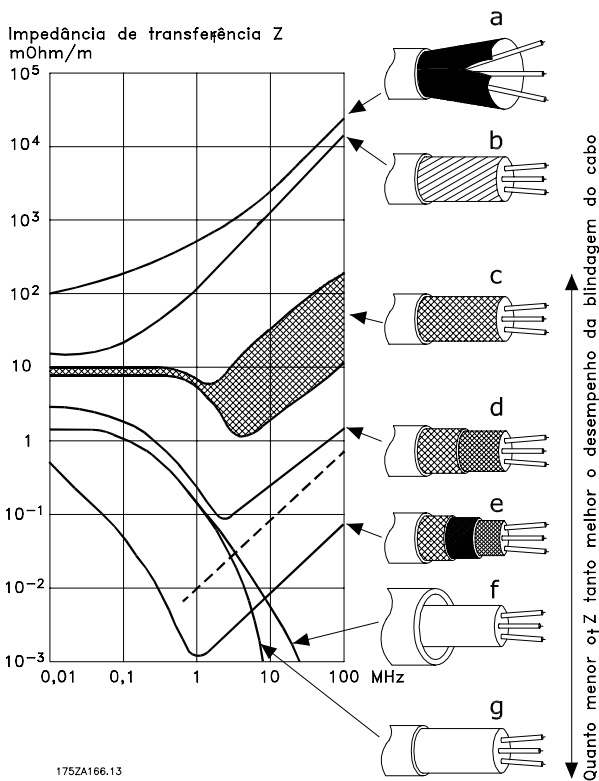 Impedância de transferência Z
mOhm/m
10⁵
10⁴
10³
10²
10
1
10⁻¹
10⁻²
10⁻³
0,01 0,1 1 10 100 MHz
a
b
c
d
e
f
g
Quanto menor o Z tanto melhor o desempenho da blindagem do cabo
175ZA166.13